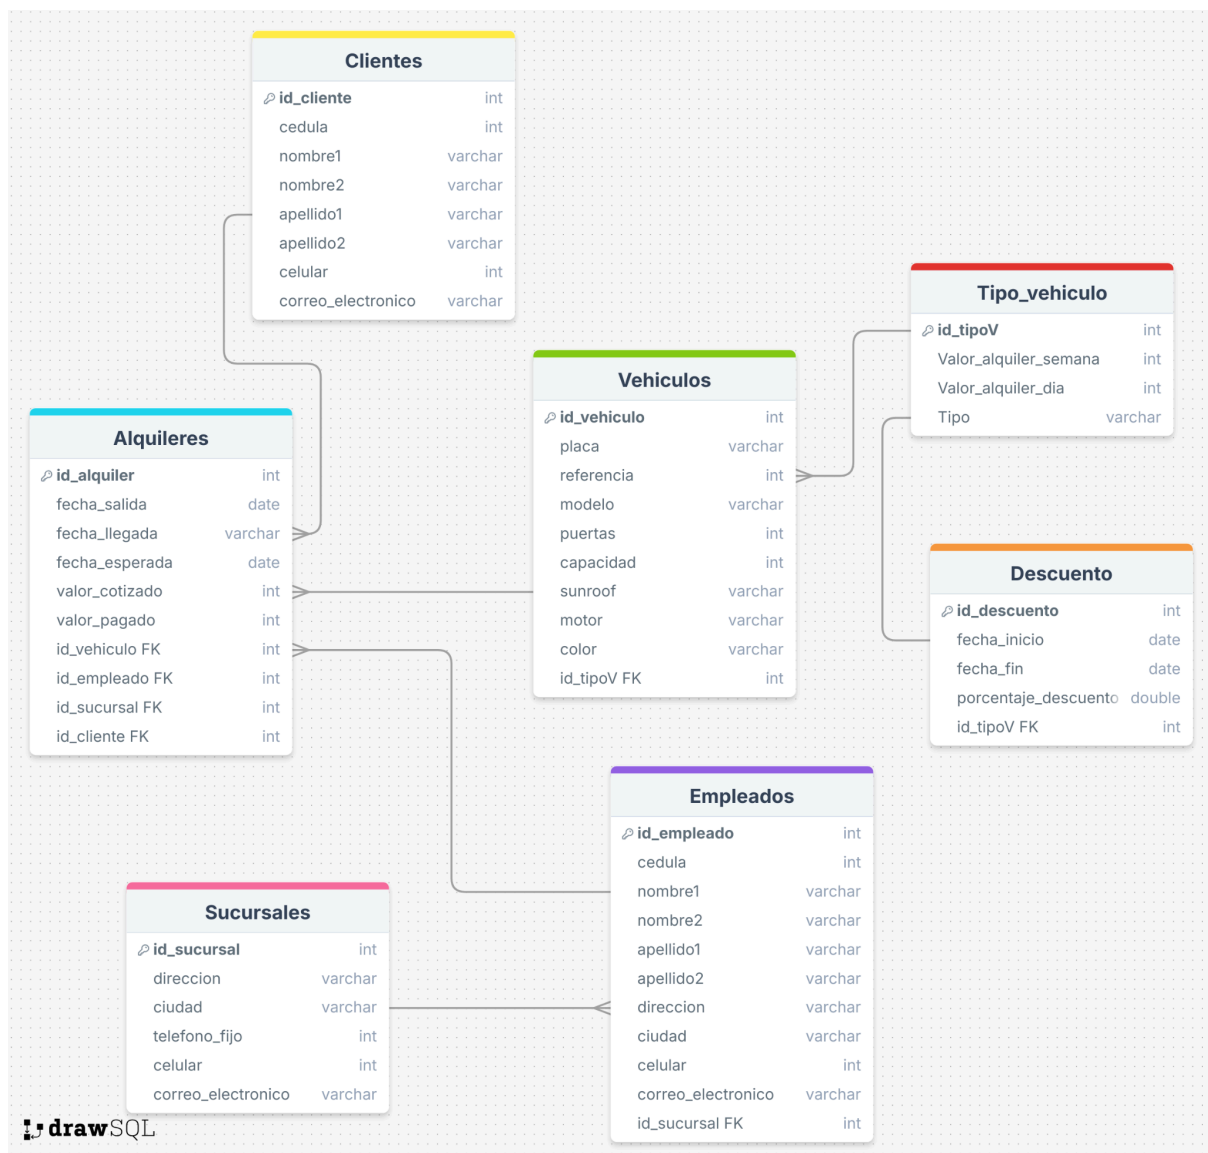 Clientes
id_cliente int
cedula int
nombre1 varchar
nombre2 varchar
apellido1 varchar
apellido2 varchar
celular int
correo_electronico varchar
Tipo_vehiculo
id_tipoV int
Valor_alquiler_semana int
Valor_alquiler_dia int
Tipo varchar
Vehiculos
id_vehiculo int
placa varchar
referencia int
modelo varchar
puertas int
capacidad int
sunroof varchar
motor varchar
color varchar
id_tipoV FK int
Alquileres
id_alquiler int
fecha_salida date
fecha_llegada varchar
fecha_esperada date
valor_cotizado int
valor_pagado int
id_vehiculo FK int
id_empleado FK int
id_sucursal FK int
id_cliente FK int
Descuento
id_descuento int
fecha_inicio date
fecha_fin date
porcentaje_descuento double
id_tipoV FK int
Empleados
id_empleado int
cedula int
nombre1 varchar
nombre2 varchar
apellido1 varchar
apellido2 varchar
direccion varchar
ciudad varchar
celular int
correo_electronico varchar
id_sucursal FK int
Sucursales
id_sucursal int
direccion varchar
ciudad varchar
telefono_fijo int
celular int
correo_electronico varchar
drawSQL